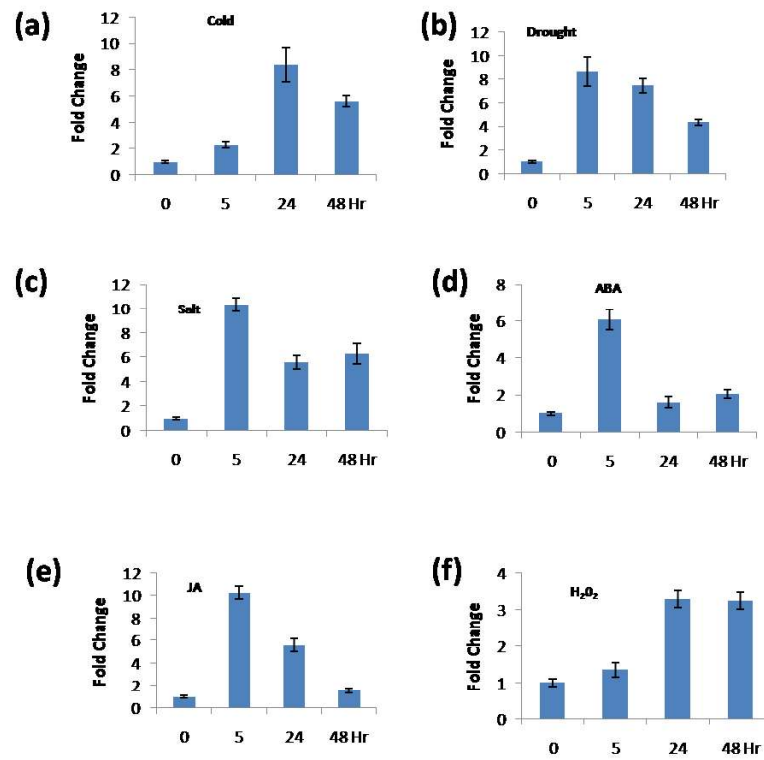 (a)
Cold
Fold Change
12
10
8
6
4
2
0
0 5 24 48 Hr
(b)
Drought
Fold Change
12
10
8
6
4
2
0
0 5 24 48 Hr
(c)
Salt
Fold Change
12
10
8
6
4
2
0
0 5 24 48 Hr
(d)
ABA
Fold Change
8
6
4
2
0
0 5 24 48 Hr
(e)
JA
Fold Change
12
10
8
6
4
2
0
0 5 24 48 Hr
(f)
H₂0₂
Fold Change
4
3
2
1
0
0 5 24 48 Hr